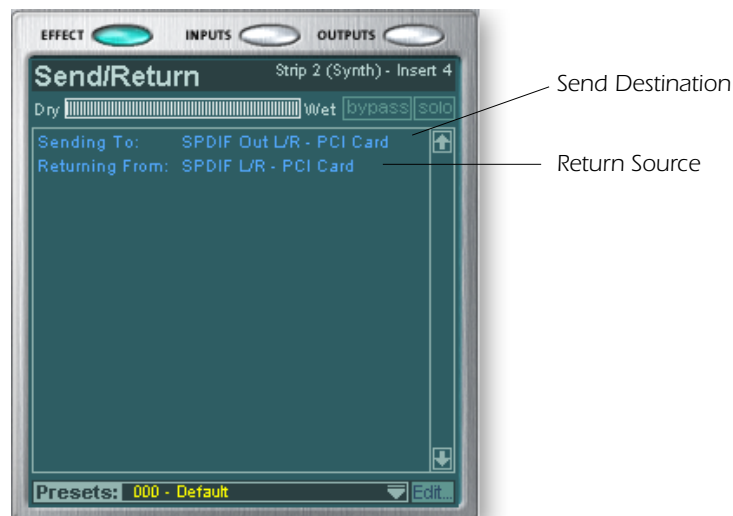 EFFECT INPUTS OUTPUTS
Send/Return Strip 2 (Synth) - Insert 4
Dry Wet bypass solo
Send Destination
Sending To: SPDIF Out L/R - PCI Card
Returning From: SPDIF L/R - PCI Card
Return Source
Presets: 000 - Default Edit...